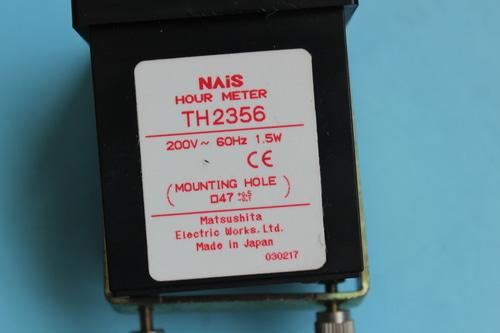 NAiS
HOUR METER
TH2356
200V~ 60Hz 1.5W
CE
(MOUNTING HOLE)
□47
Matsushita
Electric Works.Ltd.
Made in Japan
030217